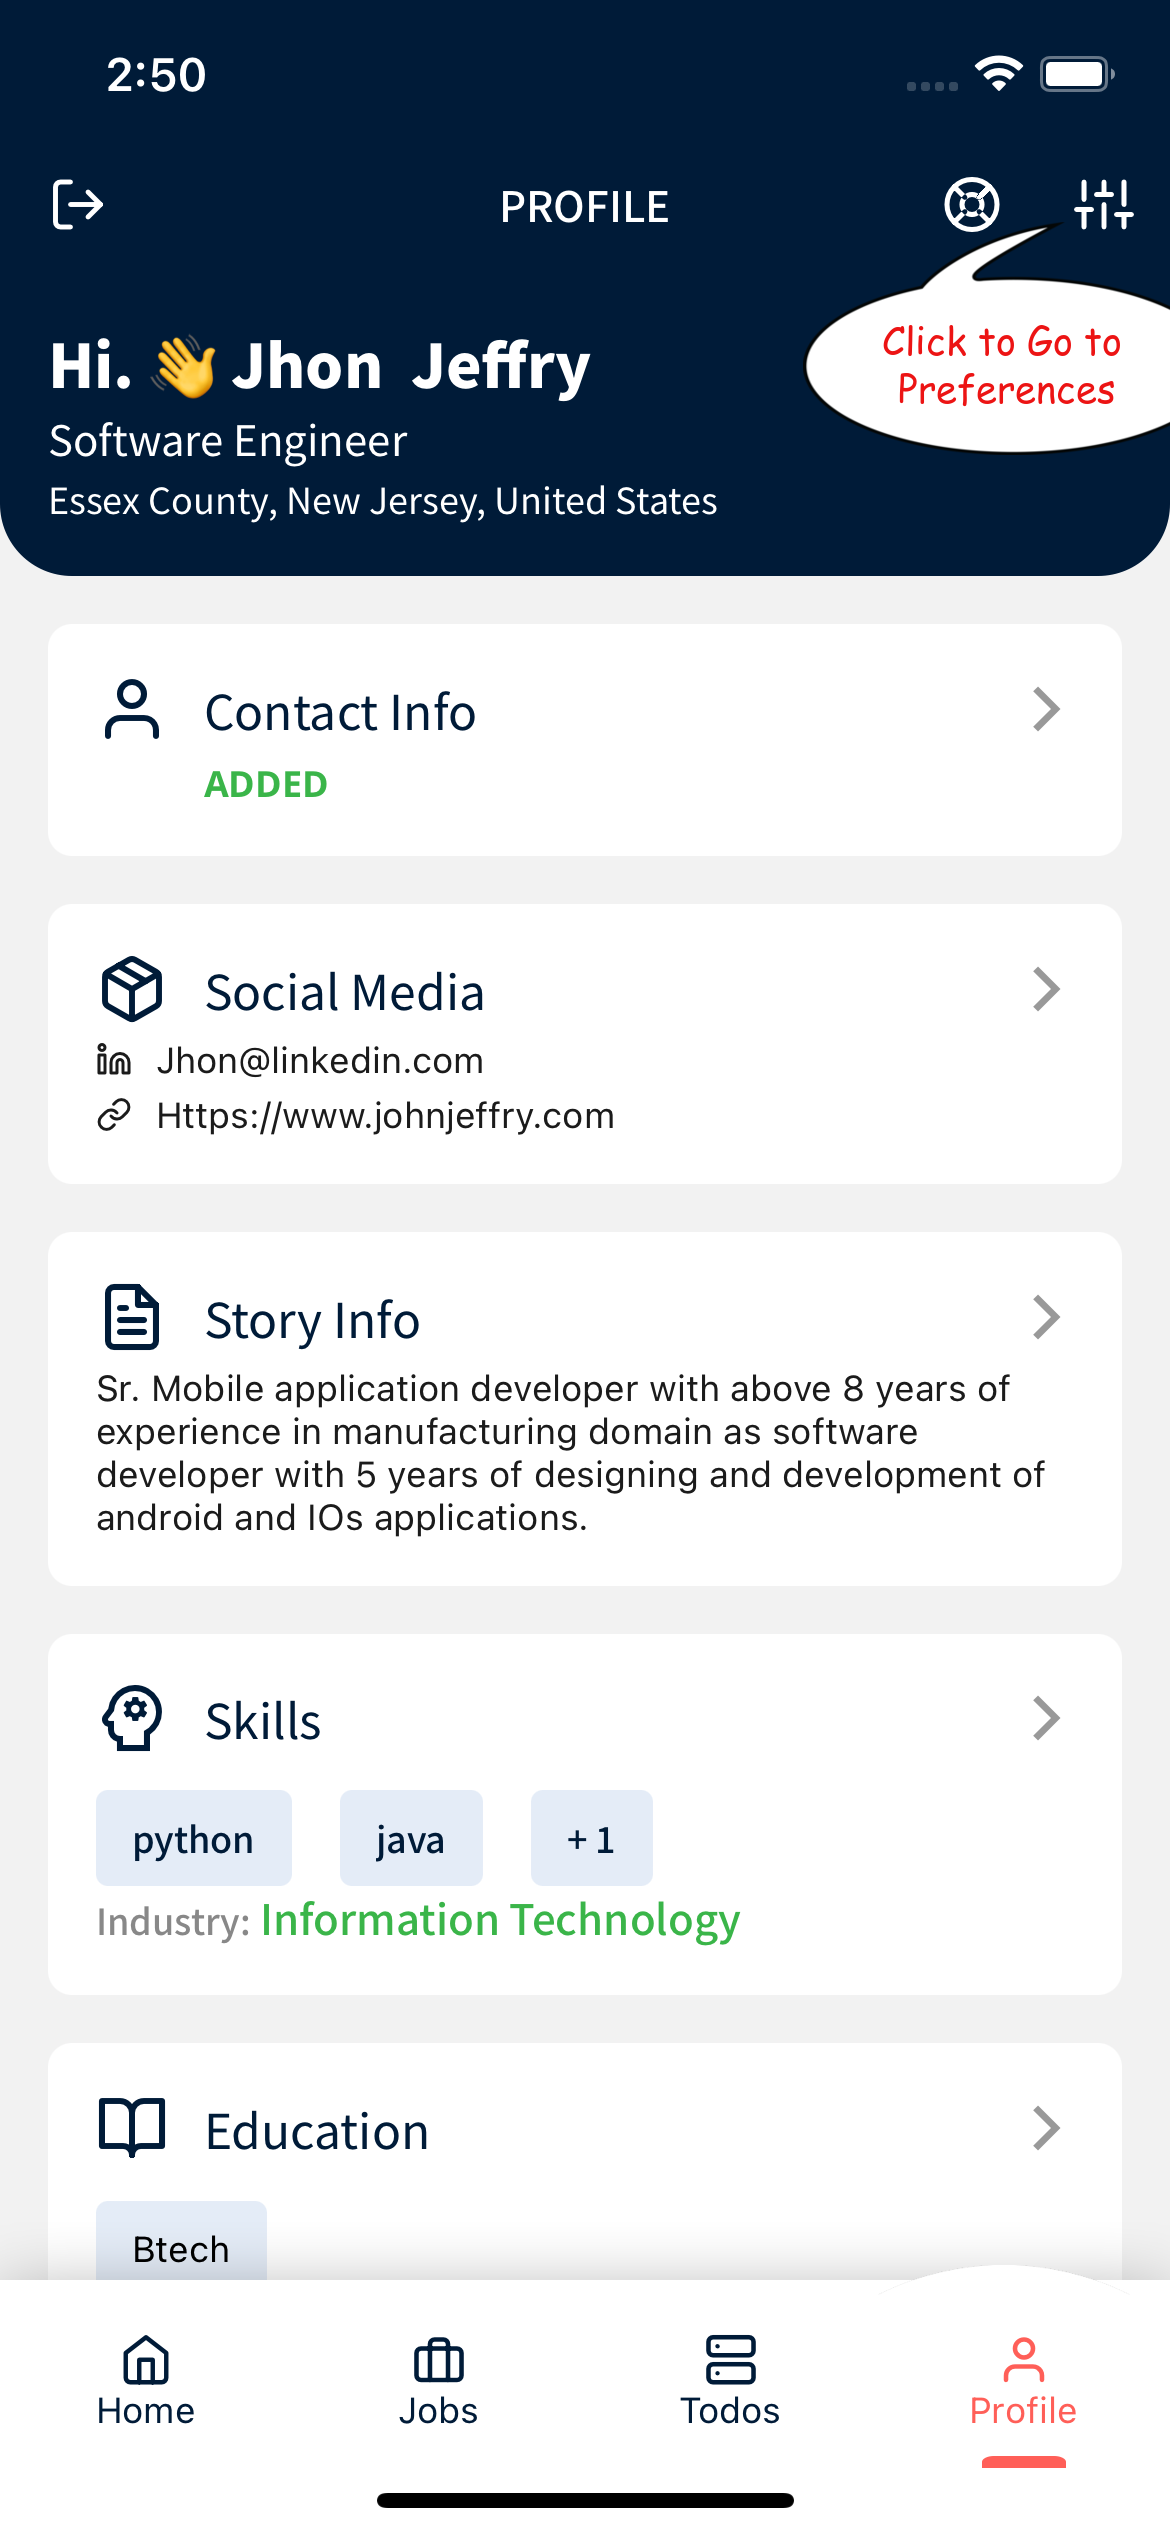 2:50
PROFILE
Hi. 👋 Jhon Jeffry
Click to Go to
Preferences
Software Engineer
Essex County, New Jersey, United States
Contact Info
ADDED
Social Media
Jhon@linkedin.com
Https://www.johnjeffry.com
Story Info
Sr. Mobile application developer with above 8 years of
experience in manufacturing domain as software
developer with 5 years of designing and development of
android and IOs applications.
Skills
python java + 1
Industry: Information Technology
Education
Btech
Home Jobs Todos Profile